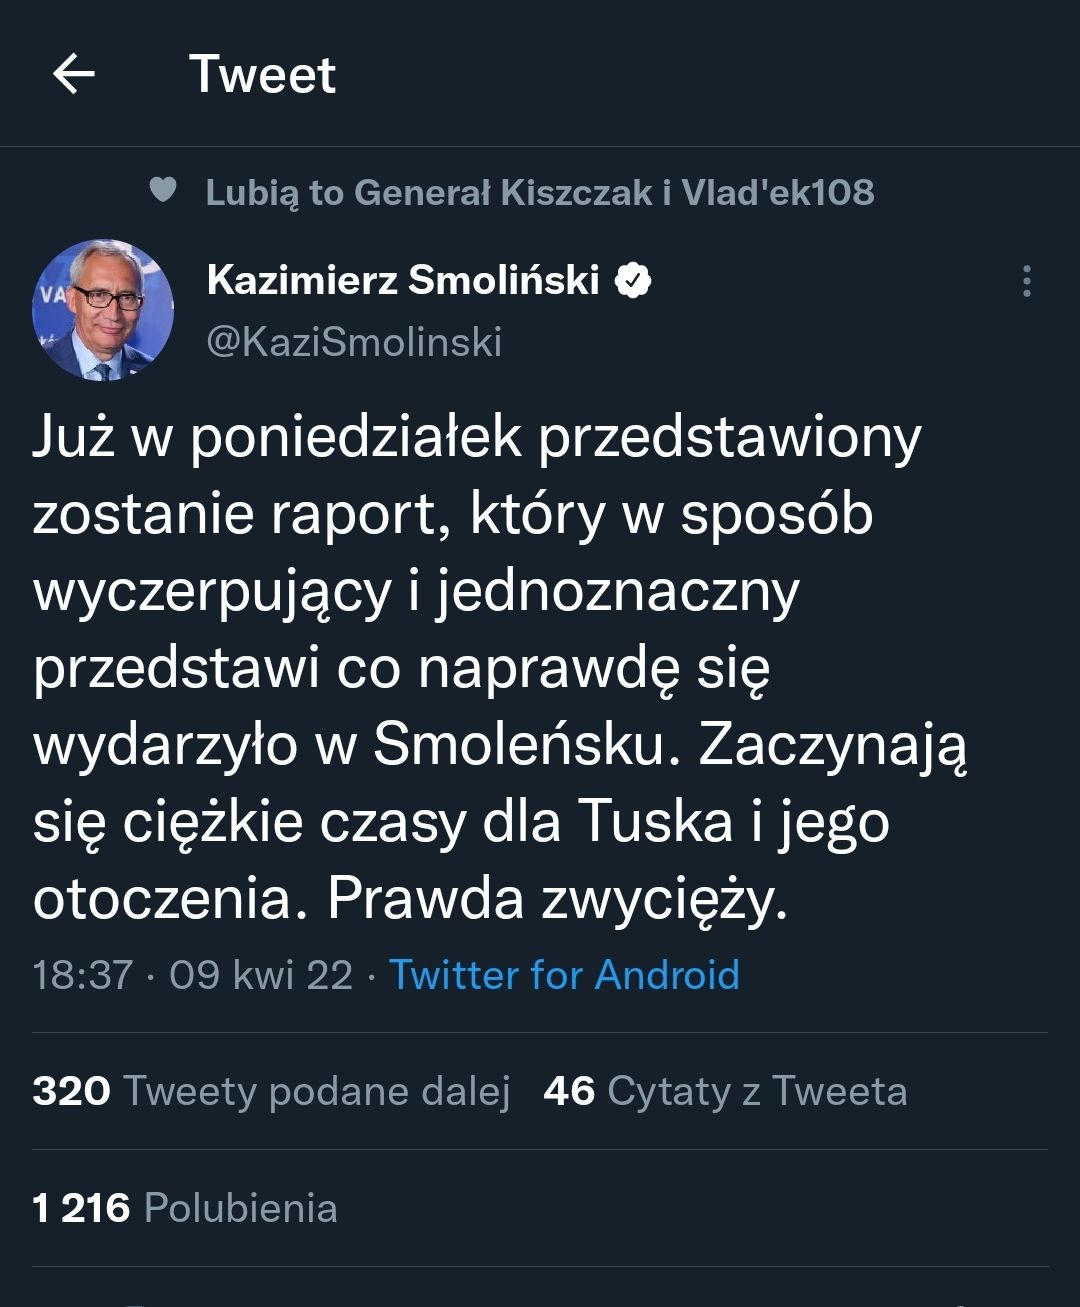 Tweet
Lubią to Generał Kiszczak i Vlad'ek108
Kazimierz Smoliński
@KaziSmolinski
Już w poniedziałek przedstawiony
zostanie raport, który w sposób
wyczerpujący i jednoznaczny
przedstawi co naprawdę się
wydarzyło w Smoleńsku. Zaczynają
się ciężkie czasy dla Tuska i jego
otoczenia. Prawda zwycięży.
18:37 · 09 kwi 22 · Twitter for Android
320 Tweety podane dalej 46 Cytaty z Tweeta
1 216 Polubienia